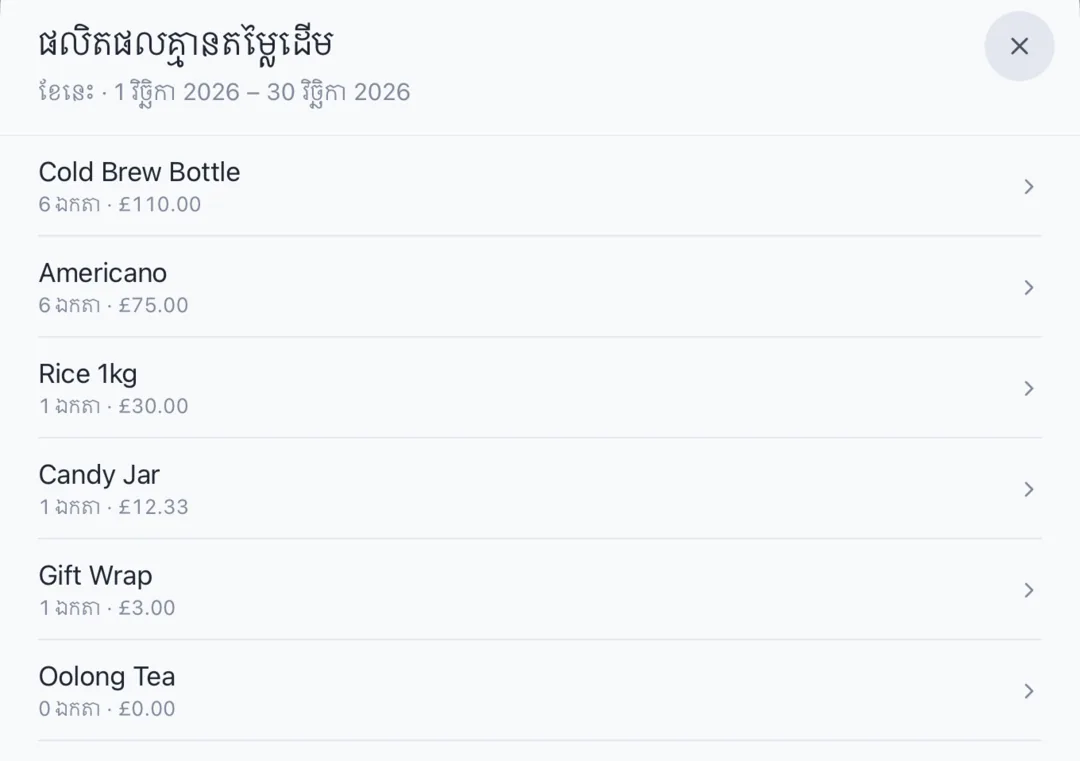 ផលិតផលគ្មានតម្លៃដើម
ខែនេះ · 1 វិច្ឆិកា 2026 – 30 វិច្ឆិកា 2026
Cold Brew Bottle
6 ឯកតា · £110.00
Americano
6 ឯកតា · £75.00
Rice 1kg
1 ឯកតា · £30.00
Candy Jar
1 ឯកតា · £12.33
Gift Wrap
1 ឯកតា · £3.00
Oolong Tea
0 ឯកតា · £0.00